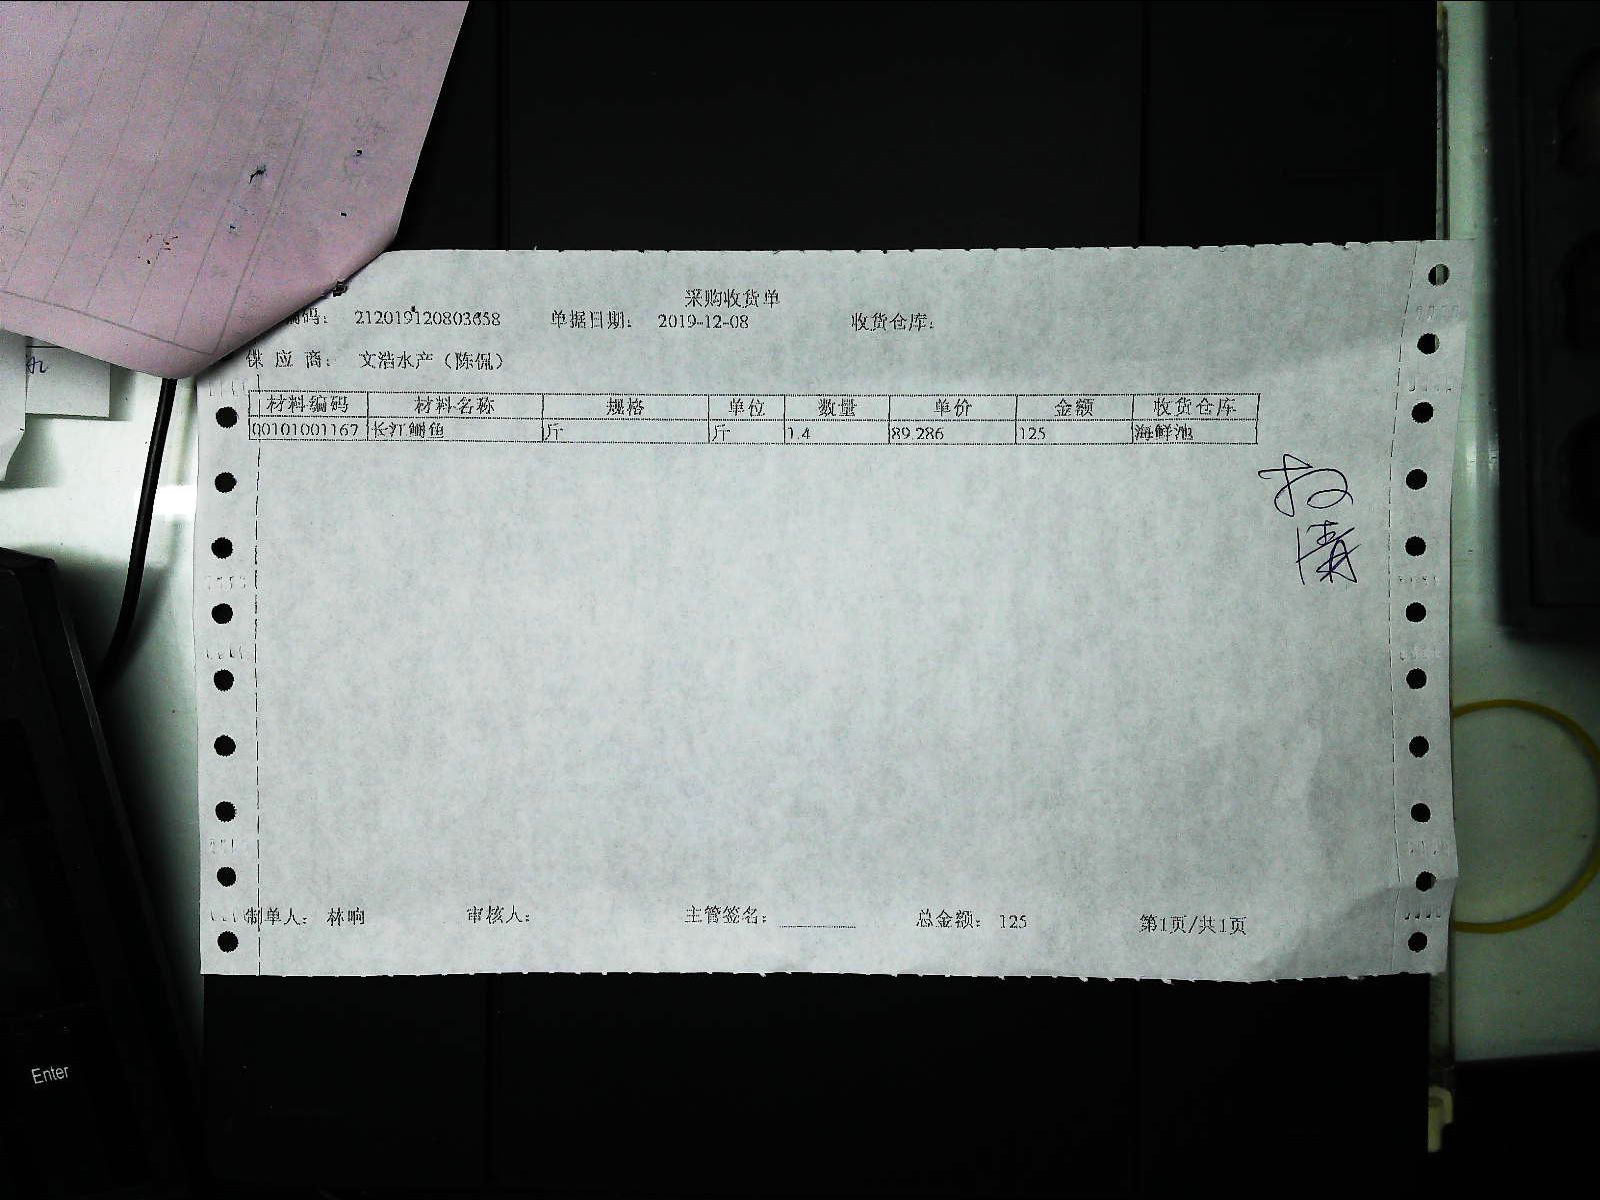 采购收货单
编码： 212019120803658 单据日期： 2019-12-08 收货仓库：
供 应 商： 文浩水产（陈侃）
材料编码 材料名称 规格 单位 数量 单价 金额 收货仓库
00101001167 长江鮰鱼 斤 斤 1.4 89.286 125 海鲜池
制单人： 林响 审核人： 主管签名： 总金额： 125 第1页/共1页
Enter